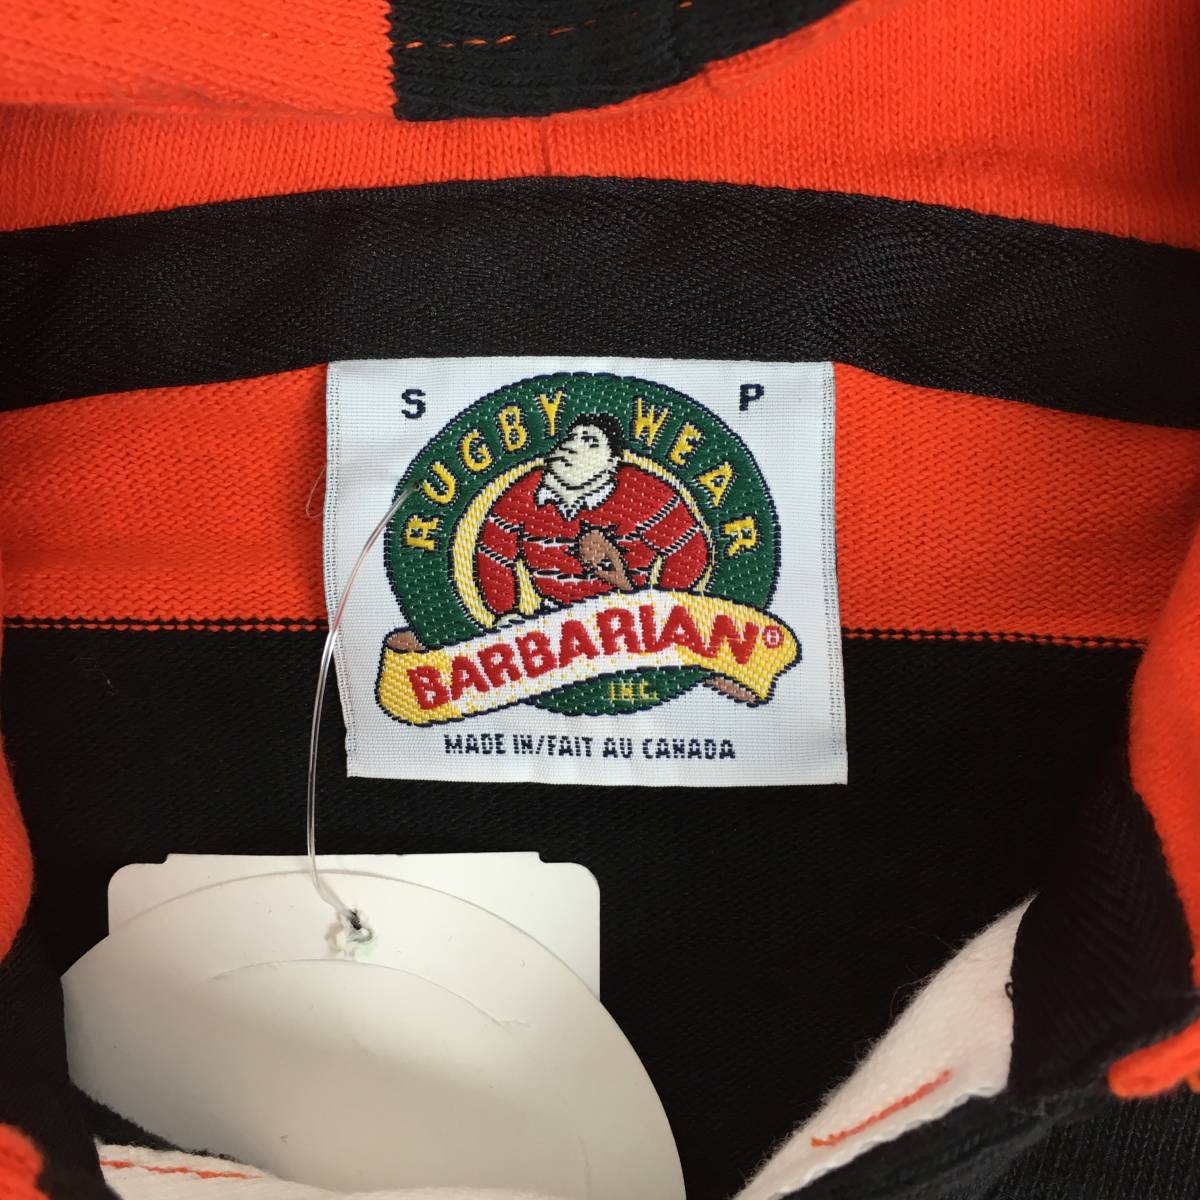 S P
RUGBY WEAR
BARBARIAN®
INC.
MADE IN/FAIT AU CANADA